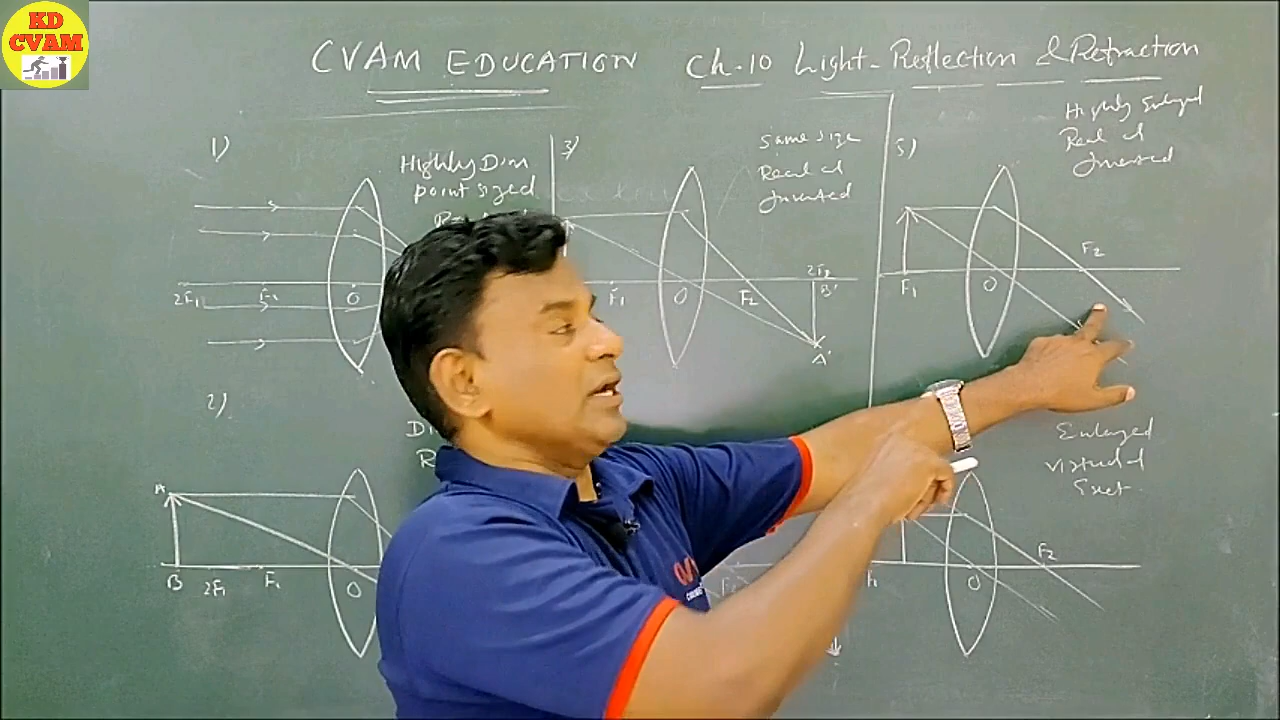 KD
CVAM
CVAM EDUCATION
Ch-10 Light-Reflection & Refraction
1)
Highly Dim
point sized
2F1
F1
O
3)
Same size
Real &
Inverted
F1
O
F2
2F2
B'
A'
5)
Highly Enlarged
Real &
Inverted
F1
O
F2
2)
A
B
2F1
F1
O
Enlarged
Virtual &
Erect
F1
O
F2